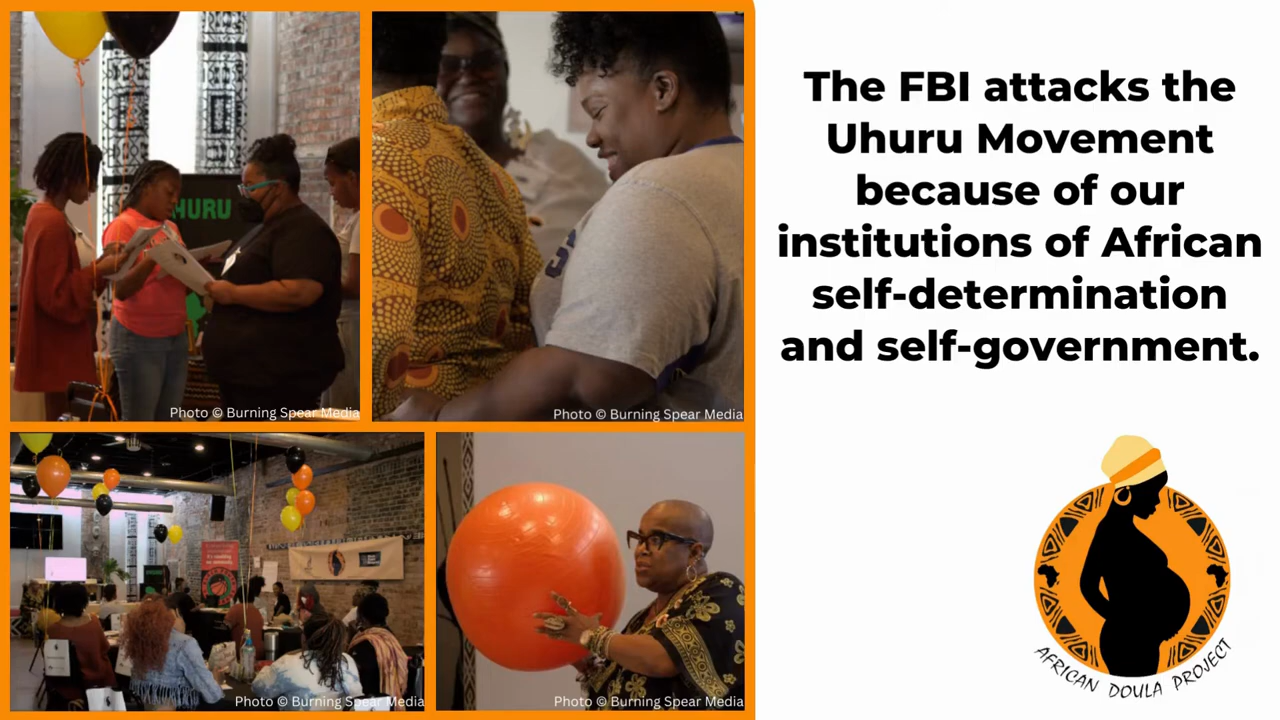 The FBI attacks the
Uhuru Movement
because of our
institutions of African
self-determination
and self-government.
HURU
Photo © Burning Spear Media
Photo © Burning Spear Media
Photo © Burning Spear Media
Photo © Burning Spear Media
AFRICAN DOULA PROJECT